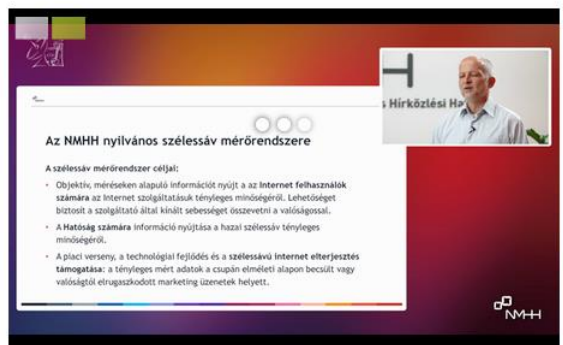 s Hírközlési Ha
Az NMHH nyilvános szélessáv mérőrendszere
A szélessáv mérőrendszer céljai:
• Objektív, méréseken alapuló információt nyújt a az Internet felhasználók
számára az Internet szolgáltatásuk tényleges minőségéről. Lehetőséget
biztosít a szolgáltató által kínált sebességet összevetni a valósággal.
• A Hatóság számára információ nyújtása a hazai szélessáv tényleges
minőségéről.
• A piaci verseny, a technológiai fejlődés és a szélessávú internet elterjesztés
támogatása: a tényleges mért adatok a csupán elméleti alapon becsült vagy
valóságtól elrugaszkodott marketing üzenetek helyett.
NMHH